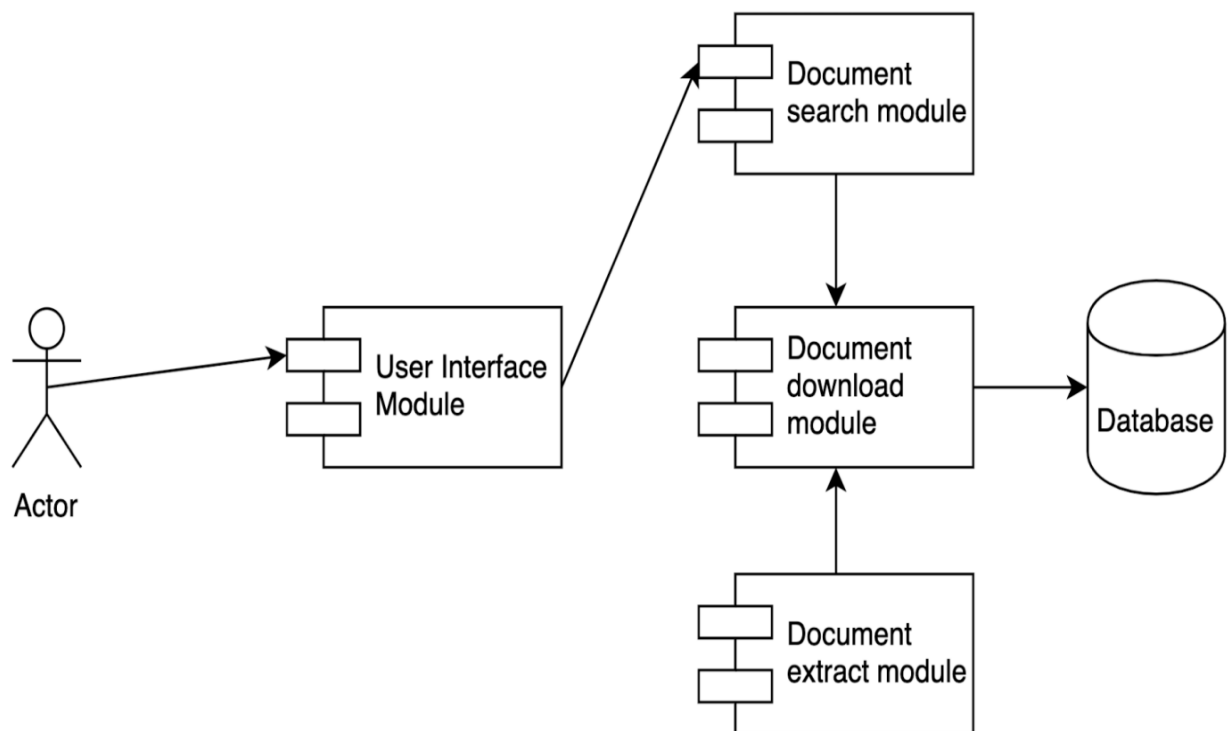 Document
search module
User Interface
Module
Document
download
module
Database
Actor
Document
extract module